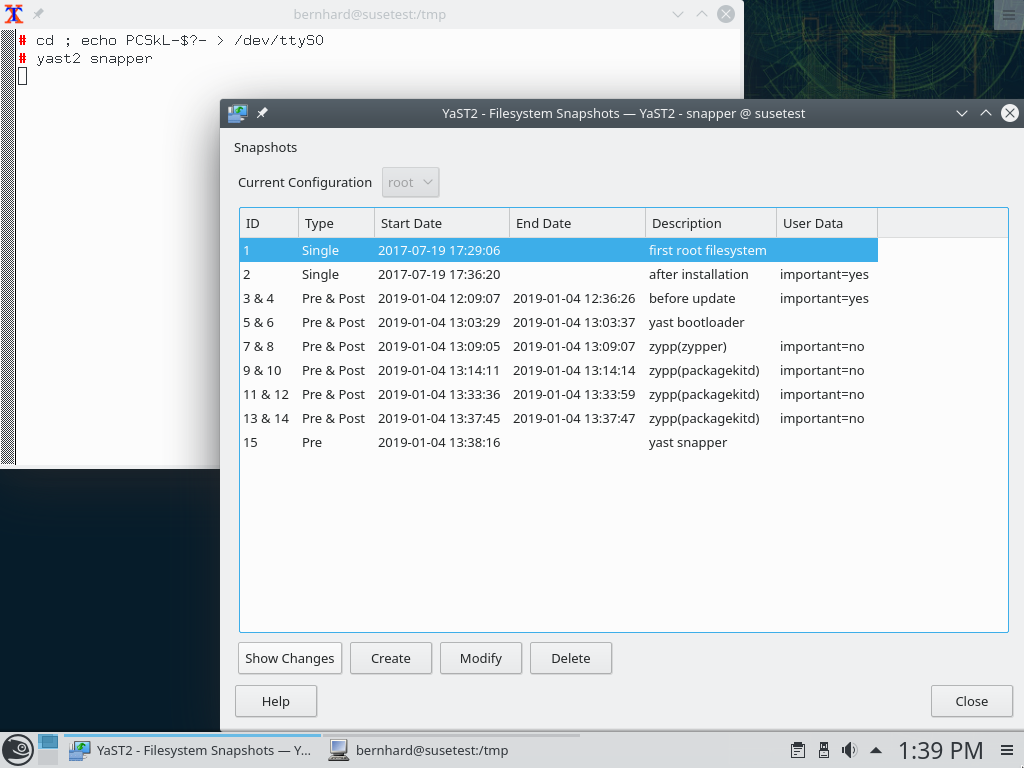 bernhard@susetest:/tmp
# cd ; echo PCSkL-$?- > /dev/ttyS0
# yast2 snapper
YaST2 - Filesystem Snapshots — YaST2 - snapper @ susetest
Snapshots
Current Configuration root
ID Type Start Date End Date Description User Data
1 Single 2017-07-19 17:29:06 first root filesystem
2 Single 2017-07-19 17:36:20 after installation important=yes
3 & 4 Pre & Post 2019-01-04 12:09:07 2019-01-04 12:36:26 before update important=yes
5 & 6 Pre & Post 2019-01-04 13:03:29 2019-01-04 13:03:37 yast bootloader
7 & 8 Pre & Post 2019-01-04 13:09:05 2019-01-04 13:09:07 zypp(zypper) important=no
9 & 10 Pre & Post 2019-01-04 13:14:11 2019-01-04 13:14:14 zypp(packagekitd) important=no
11 & 12 Pre & Post 2019-01-04 13:33:36 2019-01-04 13:33:59 zypp(packagekitd) important=no
13 & 14 Pre & Post 2019-01-04 13:37:45 2019-01-04 13:37:47 zypp(packagekitd) important=no
15 Pre 2019-01-04 13:38:16 yast snapper
Show Changes Create Modify Delete
Help Close
YaST2 - Filesystem Snapshots — Y... bernhard@susetest:/tmp 1:39 PM